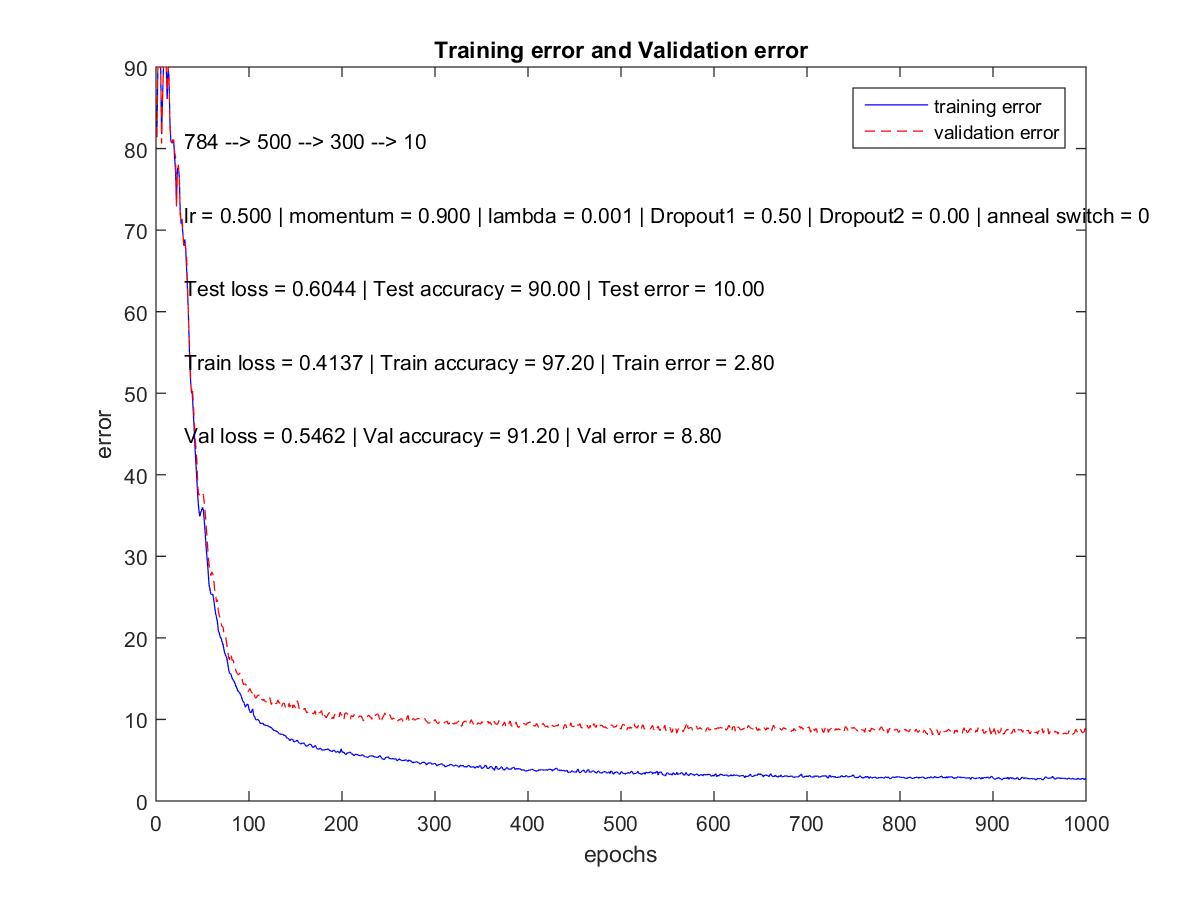 Training error and Validation error
training error
validation error
784 --> 500 --> 300 --> 10
lr = 0.500 | momentum = 0.900 | lambda = 0.001 | Dropout1 = 0.50 | Dropout2 = 0.00 | anneal switch = 0
Test loss = 0.6044 | Test accuracy = 90.00 | Test error = 10.00
Train loss = 0.4137 | Train accuracy = 97.20 | Train error = 2.80
Val loss = 0.5462 | Val accuracy = 91.20 | Val error = 8.80
error
90
80
70
60
50
40
30
20
10
0
0 100 200 300 400 500 600 700 800 900 1000
epochs